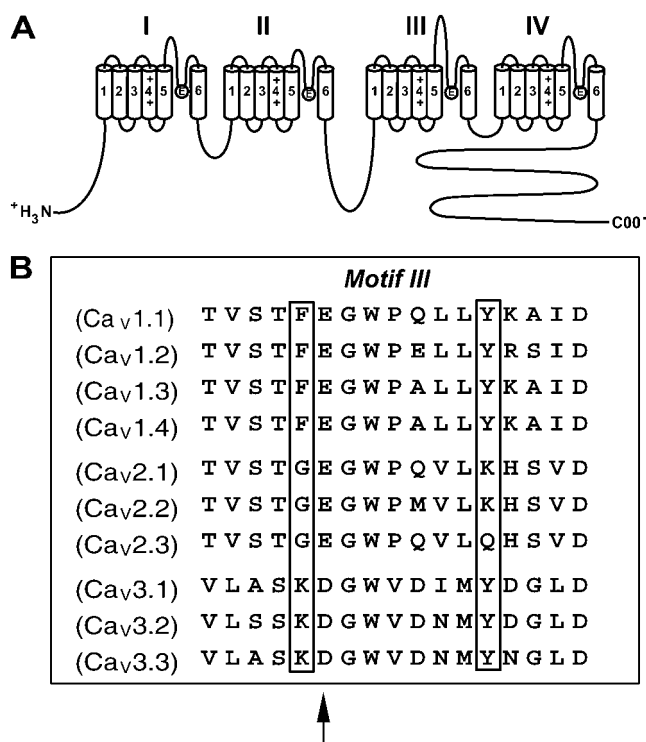 A
I II III IV
1 2 3 +4+ 5 E 6 1 2 3 +4+ 5 E 6 1 2 3 +4+ 5 E 6 1 2 3 +4+ 5 E 6
⁺H₃N
COO⁻
B
Motif III
(CaV1.1) T V S T F E G W P Q L L Y K A I D
(CaV1.2) T V S T F E G W P E L L Y R S I D
(CaV1.3) T V S T F E G W P A L L Y K A I D
(CaV1.4) T V S T F E G W P A L L Y K A I D
(CaV2.1) T V S T G E G W P Q V L K H S V D
(CaV2.2) T V S T G E G W P M V L K H S V D
(CaV2.3) T V S T G E G W P Q V L Q H S V D
(CaV3.1) V L A S K D G W V D I M Y D G L D
(CaV3.2) V L S S K D G W V D N M Y D G L D
(CaV3.3) V L A S K D G W V D N M Y N G L D